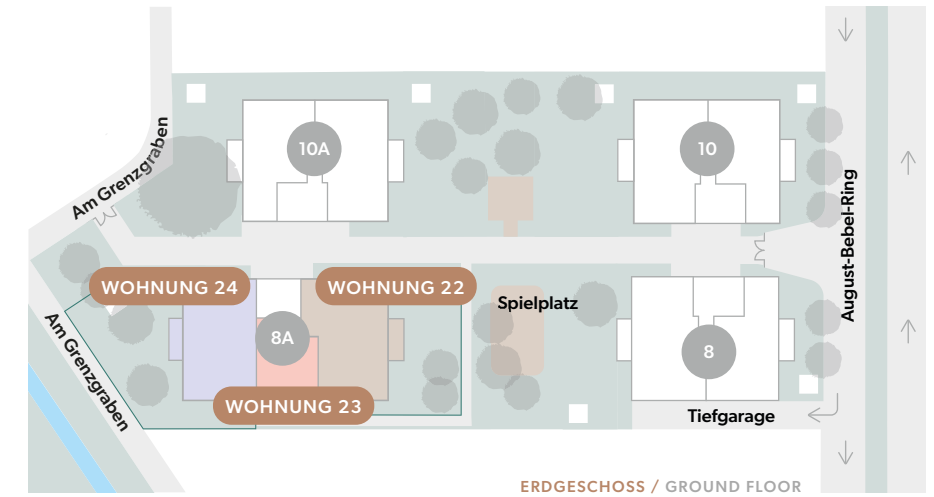 10A
10
Am Grenzgraben
August-Bebel-Ring
WOHNUNG 24
WOHNUNG 22
Spielplatz
8A
8
Am Grenzgraben
WOHNUNG 23
Tiefgarage
ERDGESCHOSS / GROUND FLOOR